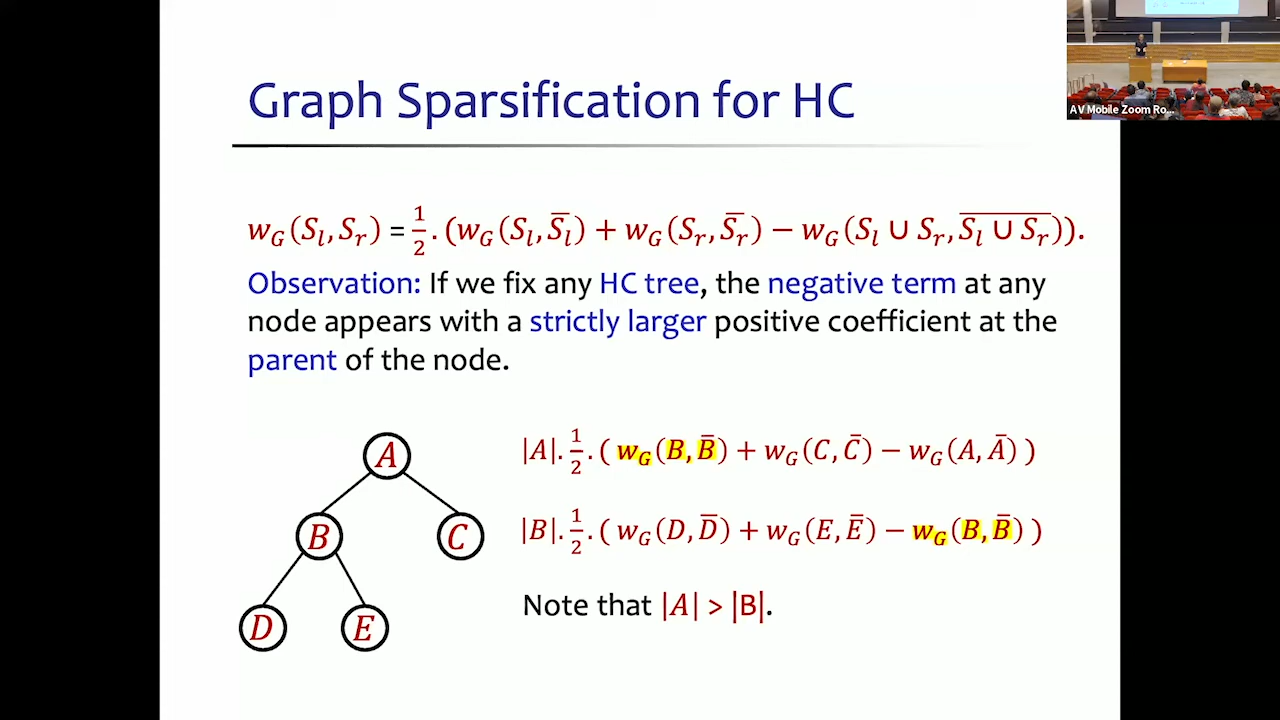 Graph Sparsification for HC
AV Mobile Zoom Ro...
w_G(S_l, S_r) = 1/2 . (w_G(S_l, S̅_l) + w_G(S_r, S̅_r) − w_G(S_l ∪ S_r, \overline{S_l ∪ S_r})).
Observation: If we fix any HC tree, the negative term at any
node appears with a strictly larger positive coefficient at the
parent of the node.
A
|A|. 1/2 . ( w_G(B, B̅) + w_G(C, C̅) − w_G(A, A̅) )
B C
|B|. 1/2 . ( w_G(D, D̅) + w_G(E, E̅) − w_G(B, B̅) )
D E
Note that |A| > |B|.